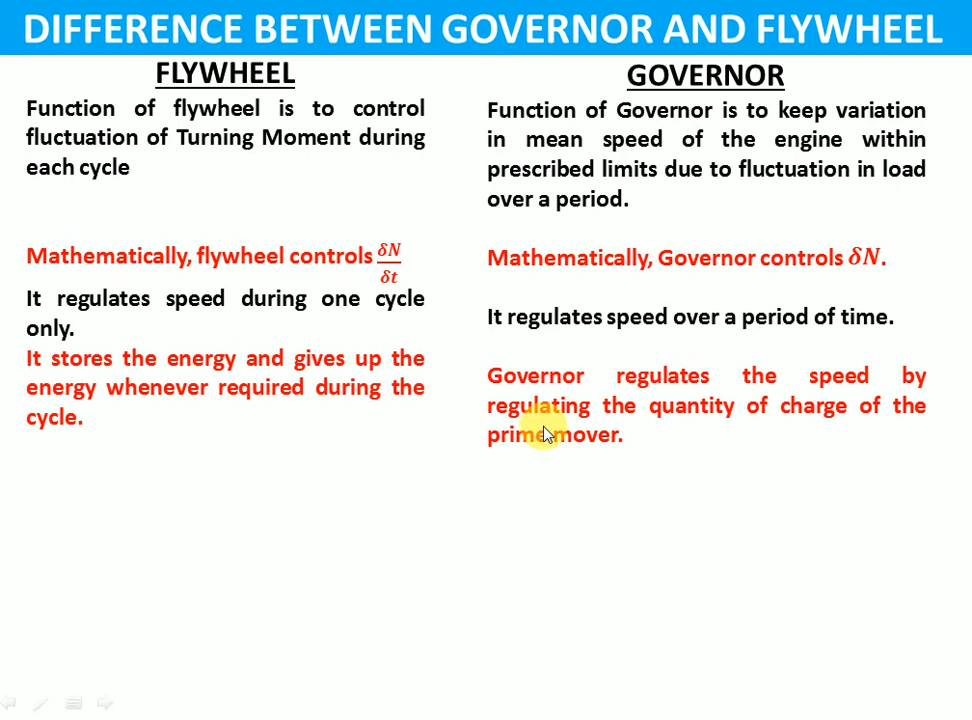 DIFFERENCE BETWEEN GOVERNOR AND FLYWHEEL
FLYWHEEL
Function of flywheel is to control
fluctuation of Turning Moment during
each cycle
Mathematically, flywheel controls δN/δt
It regulates speed during one cycle
only.
It stores the energy and gives up the
energy whenever required during the
cycle.
GOVERNOR
Function of Governor is to keep variation
in mean speed of the engine within
prescribed limits due to fluctuation in load
over a period.
Mathematically, Governor controls δN.
It regulates speed over a period of time.
Governor regulates the speed by
regulating the quantity of charge of the
prime mover.